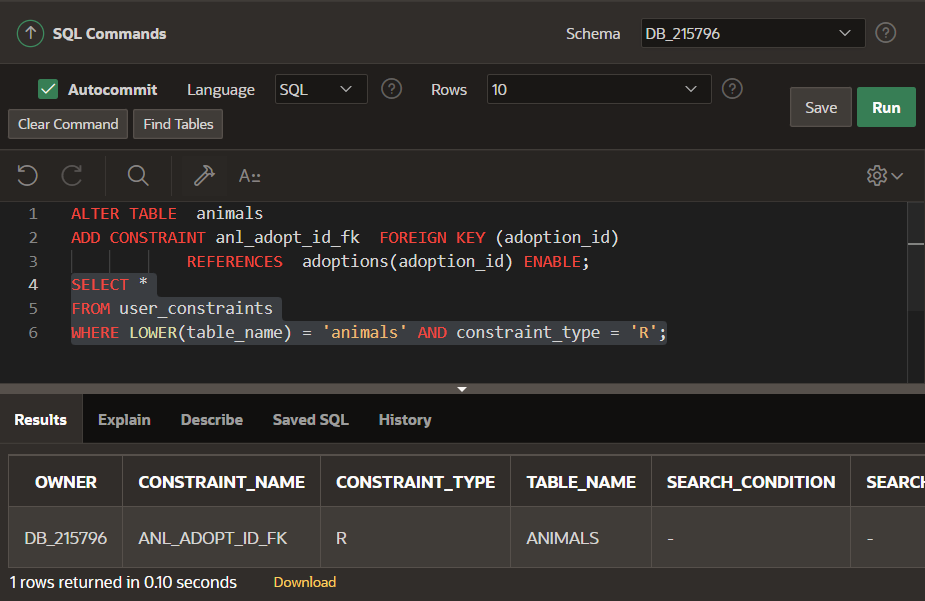 SQL Commands Schema DB_215796 ?
Autocommit Language SQL ? Rows 10 ?
Clear Command Find Tables Save Run
A
1 ALTER TABLE animals
2 ADD CONSTRAINT anl_adopt_id_fk FOREIGN KEY (adoption_id)
3 REFERENCES adoptions(adoption_id) ENABLE;
4 SELECT *
5 FROM user_constraints
6 WHERE LOWER(table_name) = 'animals' AND constraint_type = 'R';
Results Explain Describe Saved SQL History
OWNER CONSTRAINT_NAME CONSTRAINT_TYPE TABLE_NAME SEARCH_CONDITION SEARCH
DB_215796 ANL_ADOPT_ID_FK R ANIMALS - -
1 rows returned in 0.10 seconds Download